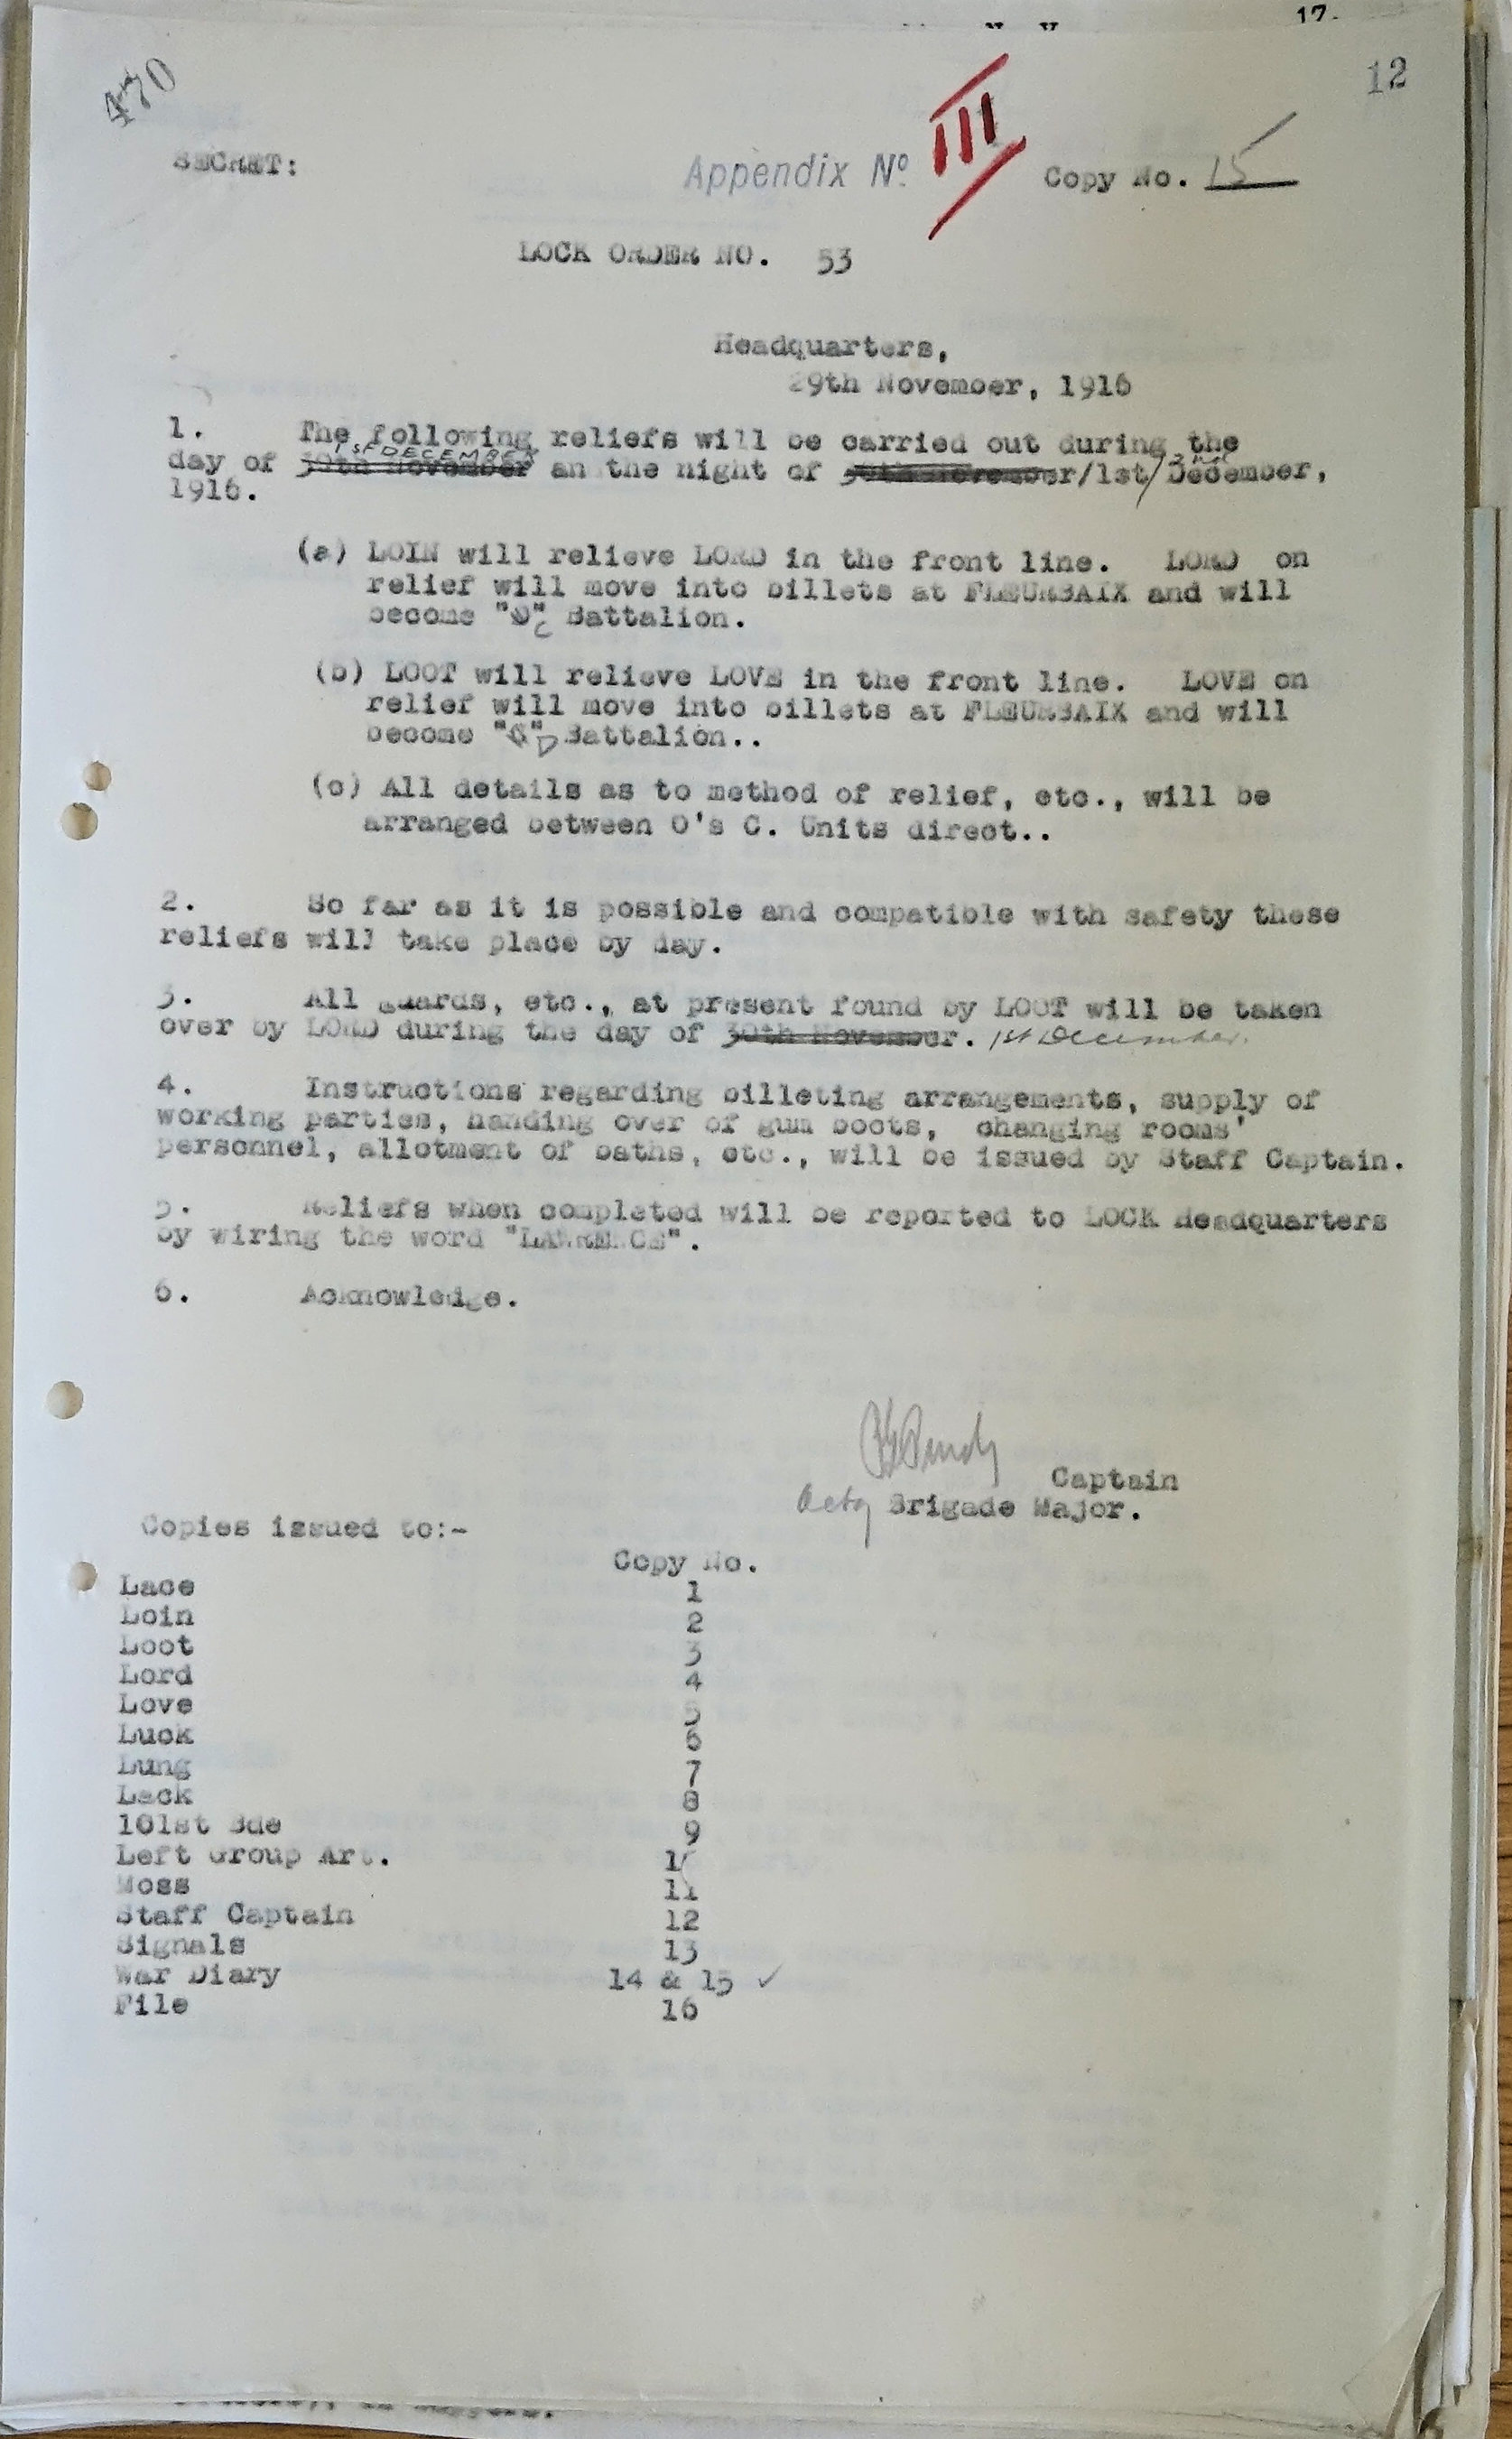 17.
12
470
SECRET:
Appendix Nº III
Copy No. 15
LOCK ORDER NO. 53
Headquarters,
29th November, 1916
1. The following reliefs will be carried out during the
1ST DECEMBER 2nd
day of 30th November an the night of 30th November/1st/December,
1916.
(a) LOIN will relieve LORD in the front line. LORD on
relief will move into billets at FLEURBAIX and will
become "D" C Battalion.
(b) LOOT will relieve LOVE in the front line. LOVE on
relief will move into billets at FLEURBAIX and will
become "C" D Battalion..
(c) All details as to method of relief, etc., will be
arranged between O's C. Units direct..
2. So far as it is possible and compatible with safety these
reliefs will take place by day.
3. All guards, etc., at present found by LOOT will be taken
over by LORD during the day of 30th November. 1st December.
4. Instructions regarding billeting arrangements, supply of
working parties, handing over of gum boots, changing rooms'
personnel, allotment of baths, etc., will be issued by Staff Captain.
5. Reliefs when completed will be reported to LOCK Headquarters
by wiring the word "LAWRENCE".
6. Acknowledge.
Captain
Actg Brigade Major.
Copies issued to:-
Copy No.
Lace 1
Loin 2
Loot 3
Lord 4
Love 5
Luck 6
Lung 7
Lack 8
101st Bde 9
Left Group Art. 10
Moss 11
Staff Captain 12
Signals 13
War Diary 14 & 15 ✓
File 16